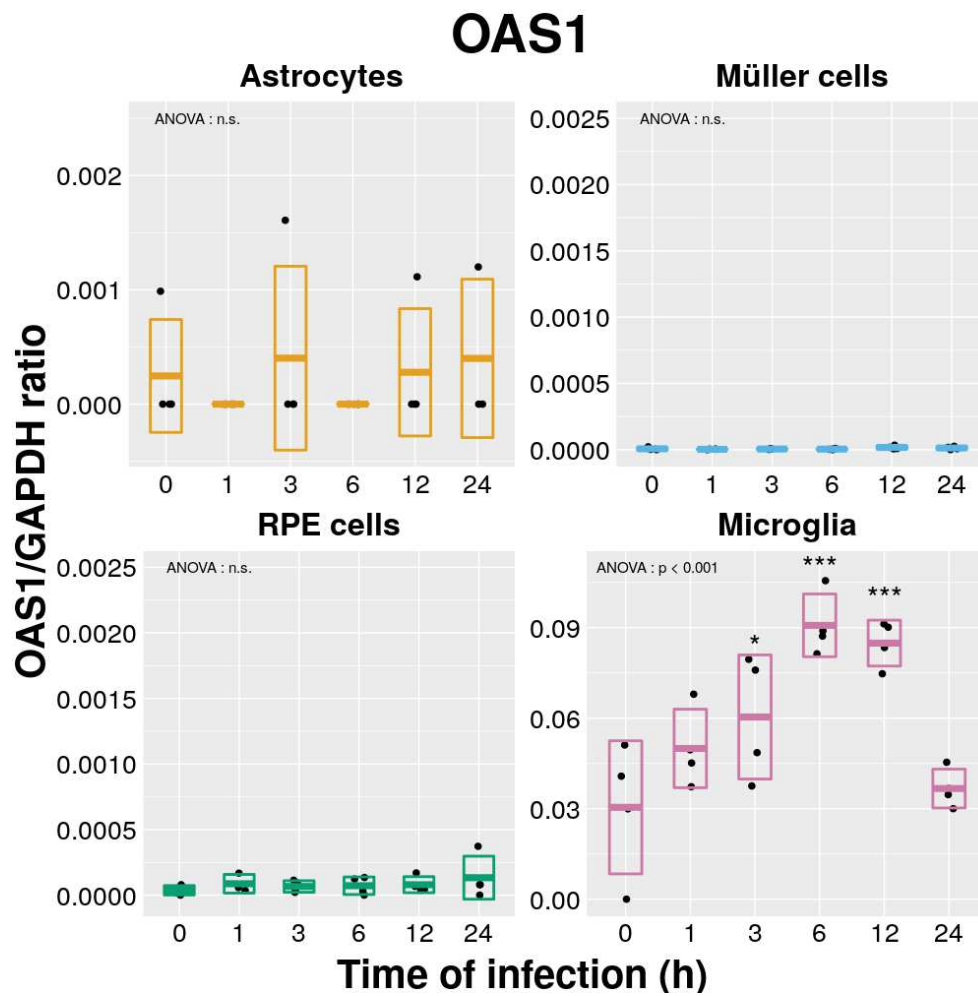 OAS1
Astrocytes
ANOVA : n.s.
0.002
0.001
0.000
0 1 3 6 12 24
Müller cells
ANOVA : n.s.
0.0025
0.0020
0.0015
0.0010
0.0005
0.0000
0 1 3 6 12 24
OAS1/GAPDH ratio
RPE cells
ANOVA : n.s.
0.0025
0.0020
0.0015
0.0010
0.0005
0.0000
0 1 3 6 12 24
Microglia
ANOVA : p < 0.001
***
***
*
0.09
0.06
0.03
0.00
0 1 3 6 12 24
Time of infection (h)